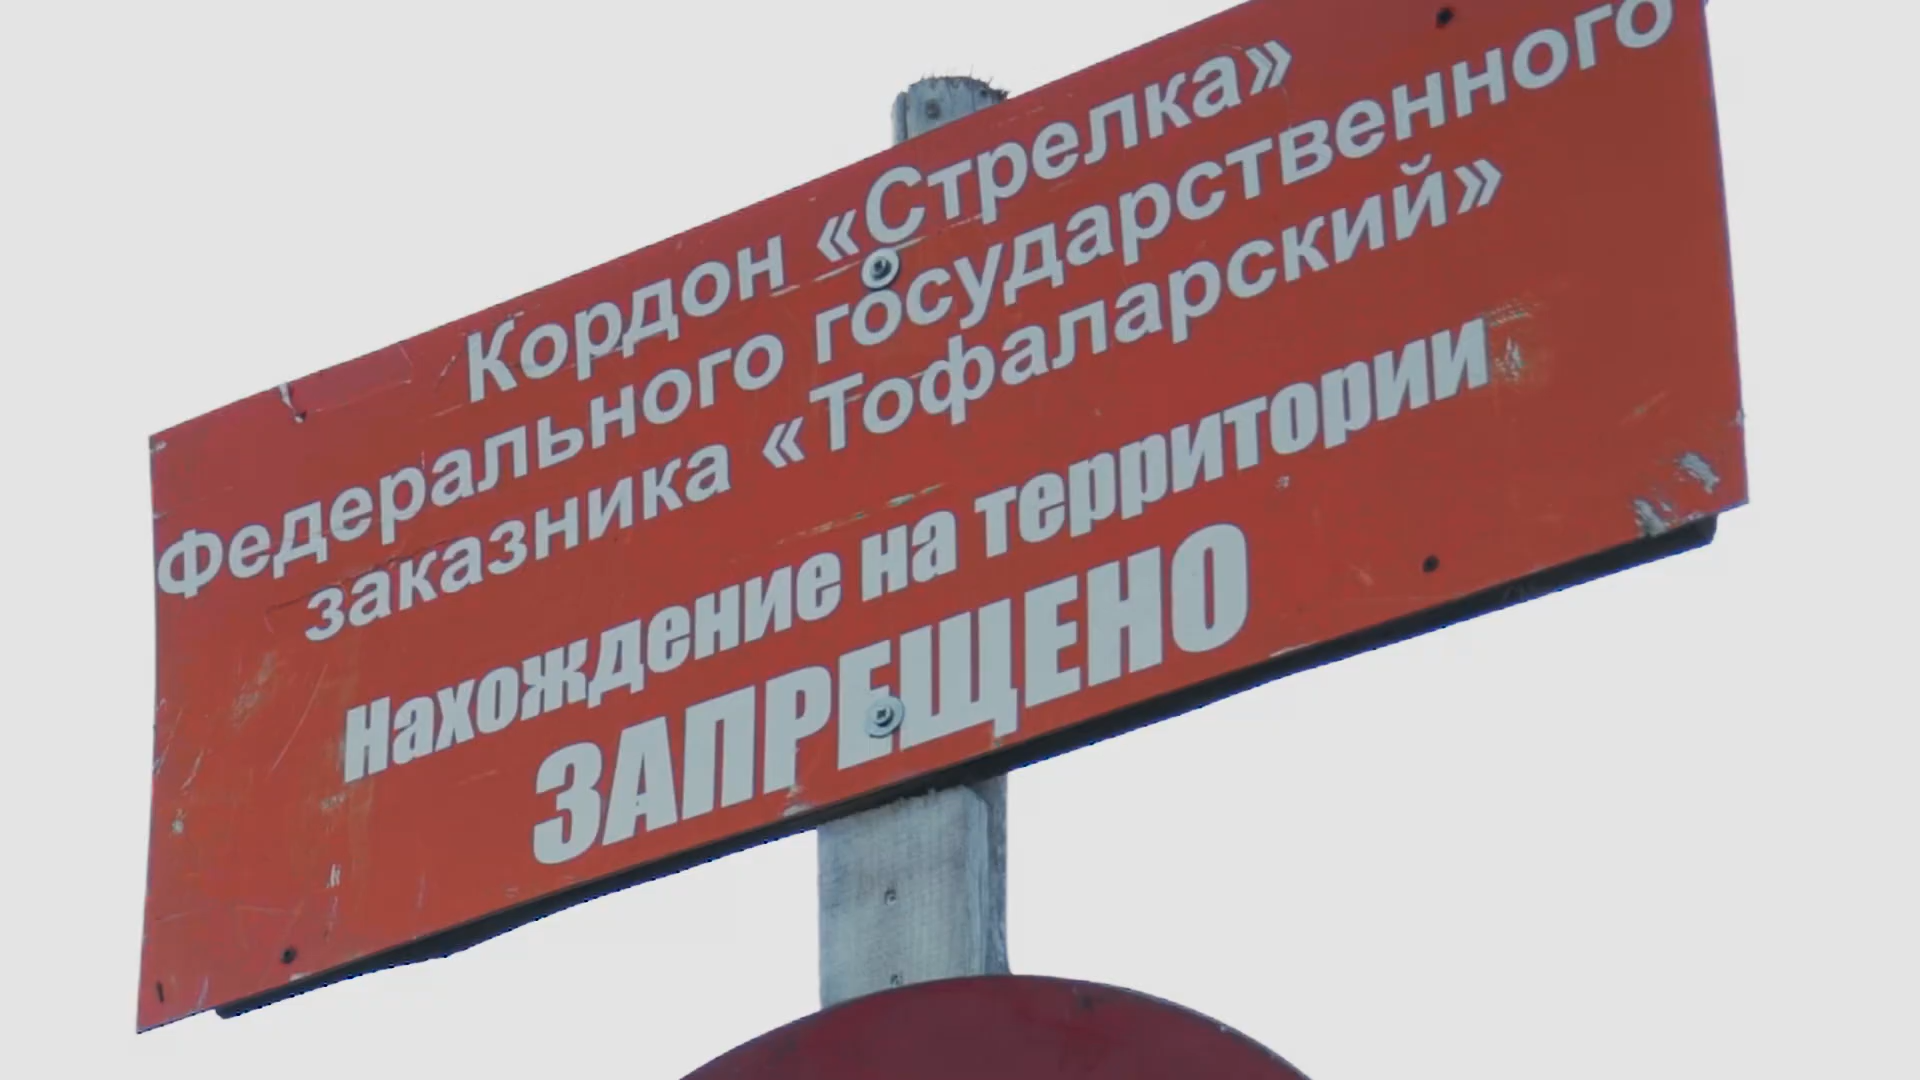 Кордон «Стрелка»
Федерального государственного
заказника «Тофаларский»
Нахождение на территории
ЗАПРЕЩЕНО